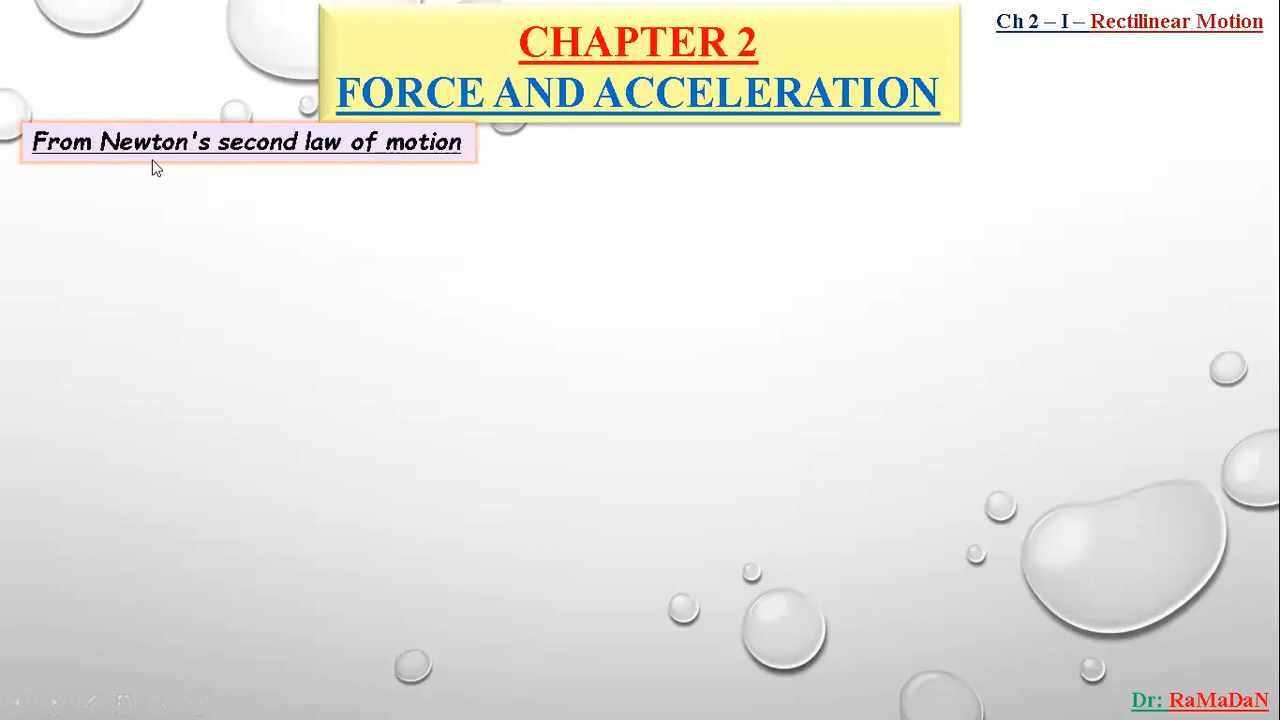 Ch 2 – I – Rectilinear Motion
CHAPTER 2
FORCE AND ACCELERATION
From Newton's second law of motion
Dr: RaMaDaN